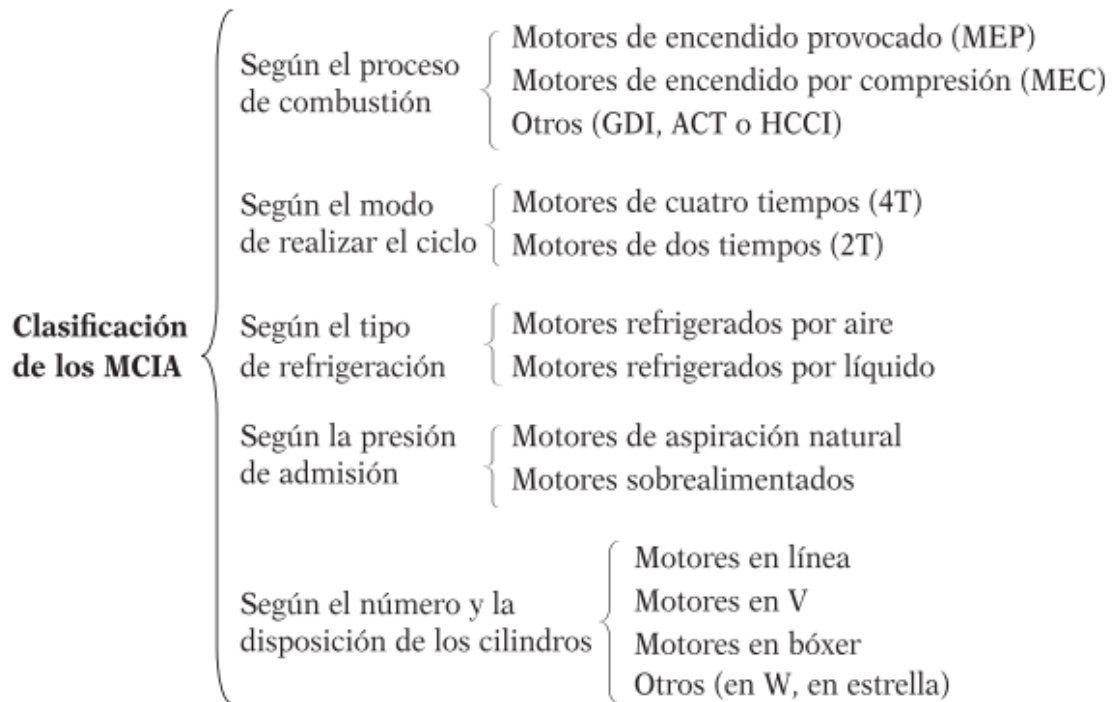 Clasificación
de los MCIA
Según el proceso
de combustión
Motores de encendido provocado (MEP)
Motores de encendido por compresión (MEC)
Otros (GDI, ACT o HCCI)
Según el modo
de realizar el ciclo
Motores de cuatro tiempos (4T)
Motores de dos tiempos (2T)
Según el tipo
de refrigeración
Motores refrigerados por aire
Motores refrigerados por líquido
Según la presión
de admisión
Motores de aspiración natural
Motores sobrealimentados
Según el número y la
disposición de los cilindros
Motores en línea
Motores en V
Motores en bóxer
Otros (en W, en estrella)